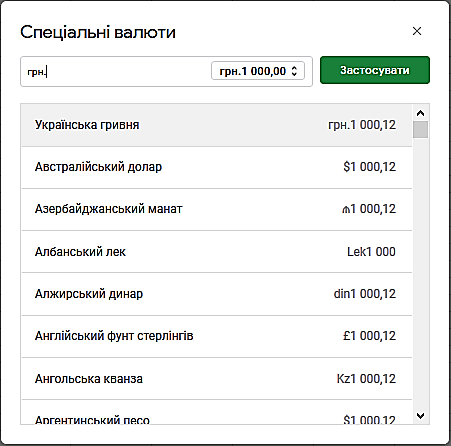 Спеціальні валюти
грн. грн.1 000,00 Застосувати
Українська гривня грн.1 000,12
Австралійський долар $1 000,12
Азербайджанський манат ₼1 000,12
Албанський лек Lek1 000
Алжирський динар din1 000,12
Англійський фунт стерлінгів £1 000,12
Ангольська кванза Kz1 000,12
Аргентинський песо $1 000,12